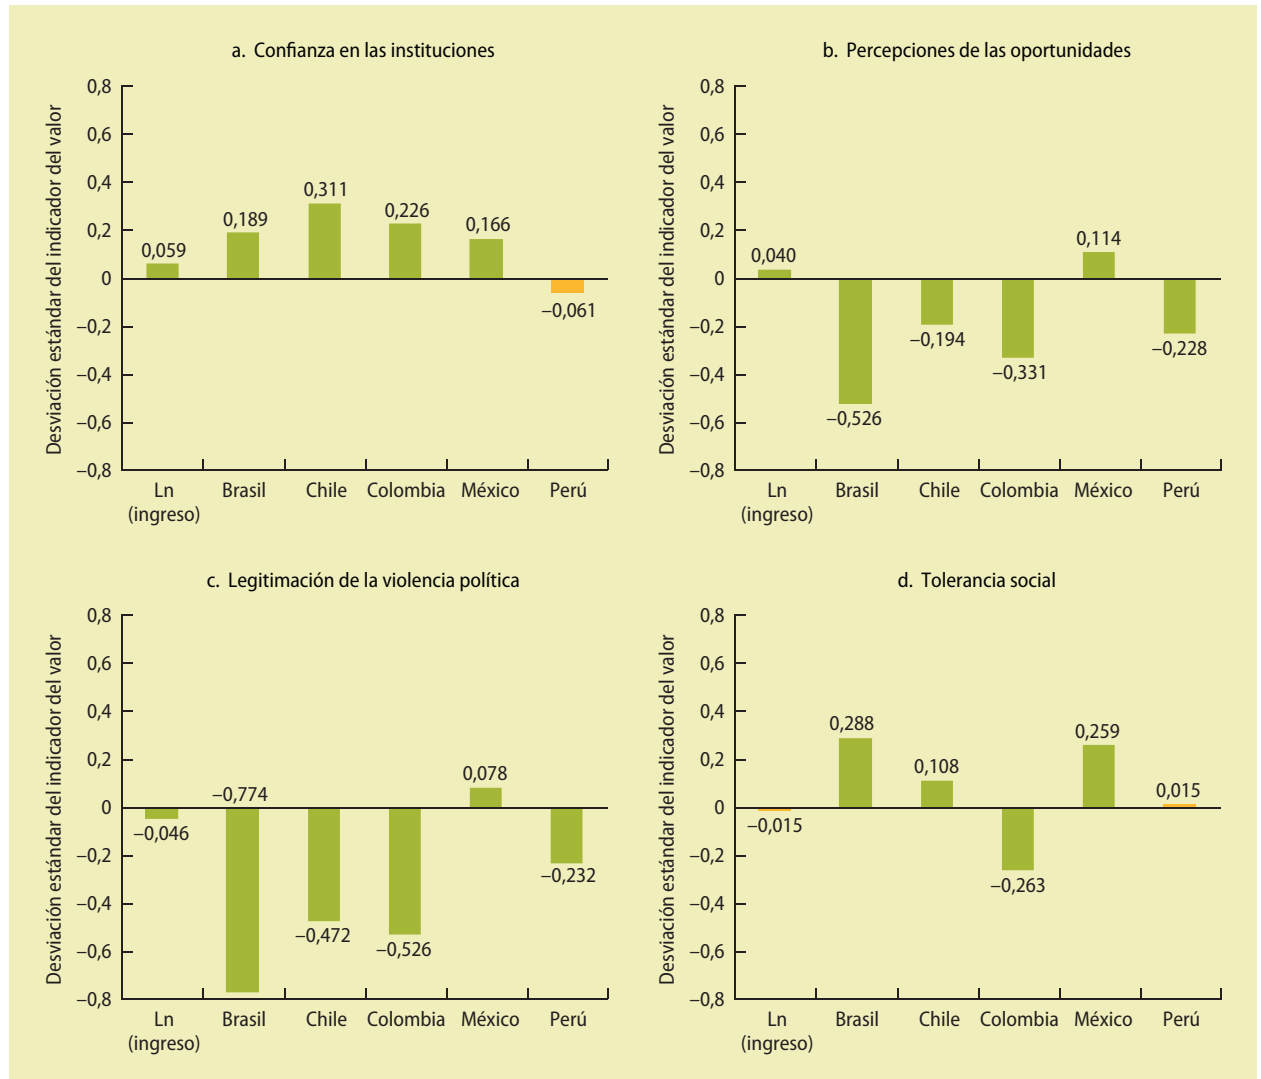 a. Confianza en las instituciones
Desviación estándar del indicador del valor
0,8
0,6
0,4
0,2
0
–0,2
–0,4
–0,6
–0,8
0,059
0,189
0,311
0,226
0,166
–0,061
Ln (ingreso)
Brasil
Chile
Colombia
México
Perú
b. Percepciones de las oportunidades
Desviación estándar del indicador del valor
0,8
0,6
0,4
0,2
0
–0,2
–0,4
–0,6
–0,8
0,040
–0,526
–0,194
–0,331
0,114
–0,228
Ln (ingreso)
Brasil
Chile
Colombia
México
Perú
c. Legitimación de la violencia política
Desviación estándar del indicador del valor
0,8
0,6
0,4
0,2
0
–0,2
–0,4
–0,6
–0,8
–0,046
–0,774
–0,472
–0,526
0,078
–0,232
Ln (ingreso)
Brasil
Chile
Colombia
México
Perú
d. Tolerancia social
Desviación estándar del indicador del valor
0,8
0,6
0,4
0,2
0
–0,2
–0,4
–0,6
–0,8
–0,015
0,288
0,108
–0,263
0,259
0,015
Ln (ingreso)
Brasil
Chile
Colombia
México
Perú